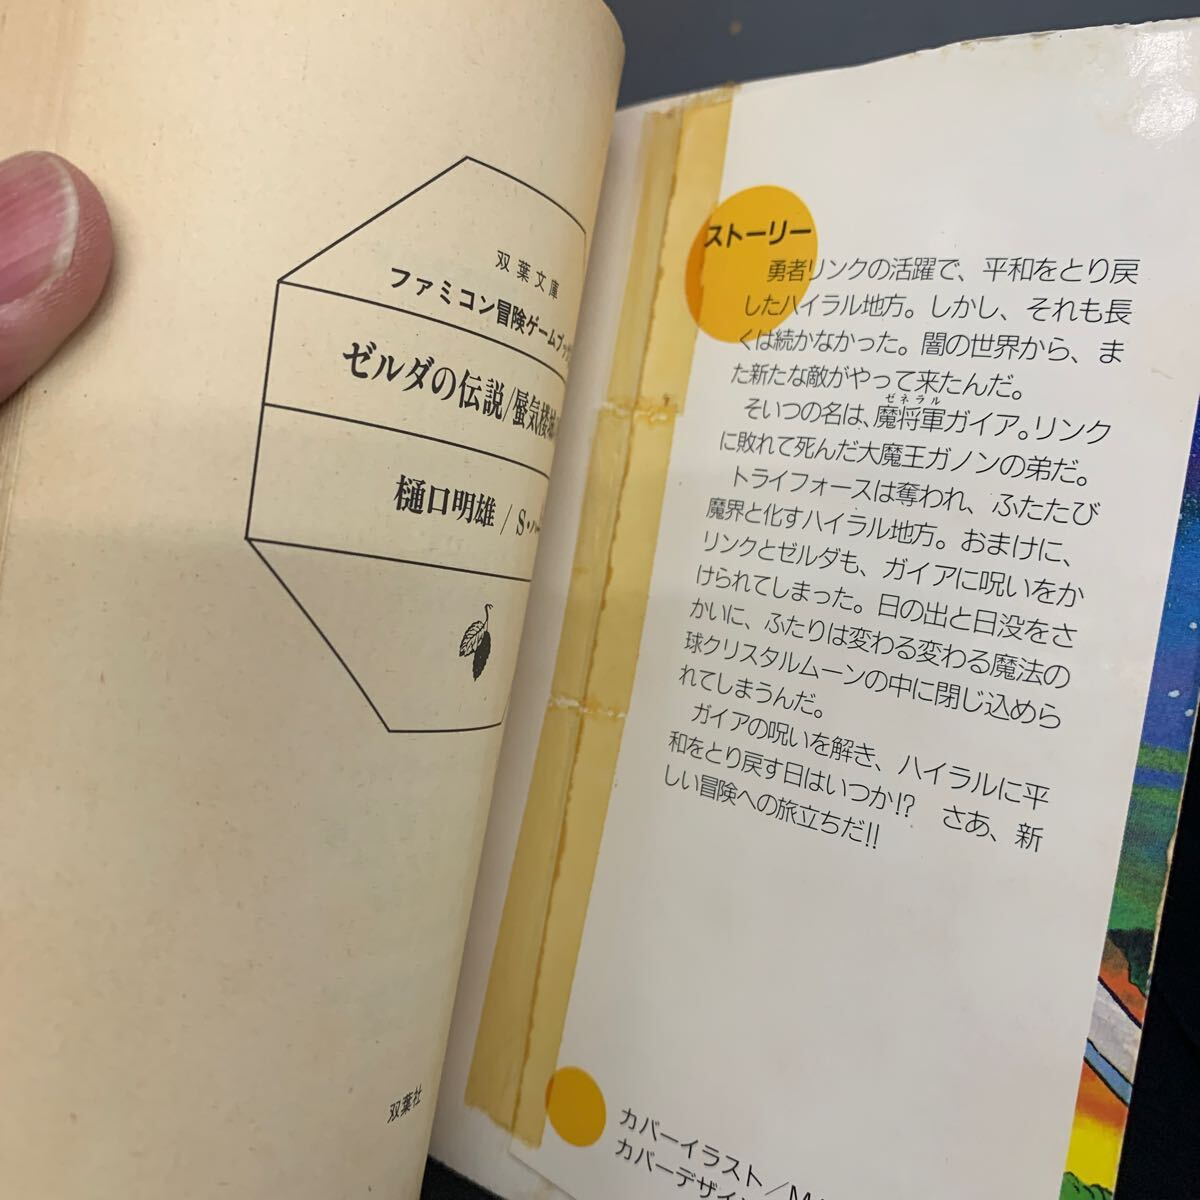 双葉文庫
ファミコン冒険ゲームブック
ゼルダの伝説/蜃気楼城
樋口明雄/S・ハー
双葉社
ストーリー
勇者リンクの活躍で、平和をとり戻
したハイラル地方。しかし、それも長
くは続かなかった。闇の世界から、ま
た新たな敵がやって来たんだ。
ゼネラル
そいつの名は、魔将軍ガイア。リンク
に敗れて死んだ大魔王ガノンの弟だ。
トライフォースは奪われ、ふたたび
魔界と化すハイラル地方。おまけに、
リンクとゼルダも、ガイアに呪いをか
けられてしまった。日の出と日没をさ
かいに、ふたりは変わる変わる魔法の
球クリスタルムーンの中に閉じ込めら
れてしまうんだ。
ガイアの呪いを解き、ハイラルに平
和をとり戻す日はいつか!? さあ、新
しい冒険への旅立ちだ!!
カバーイラスト/M
カバーデザイン